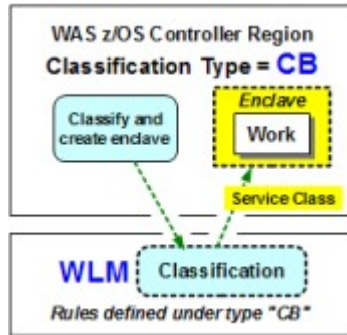 WAS z/OS Controller Region
Classification Type = CB
Classify and
create enclave
Enclave
Work
Service Class
WLM
Classification
Rules defined under type "CB"